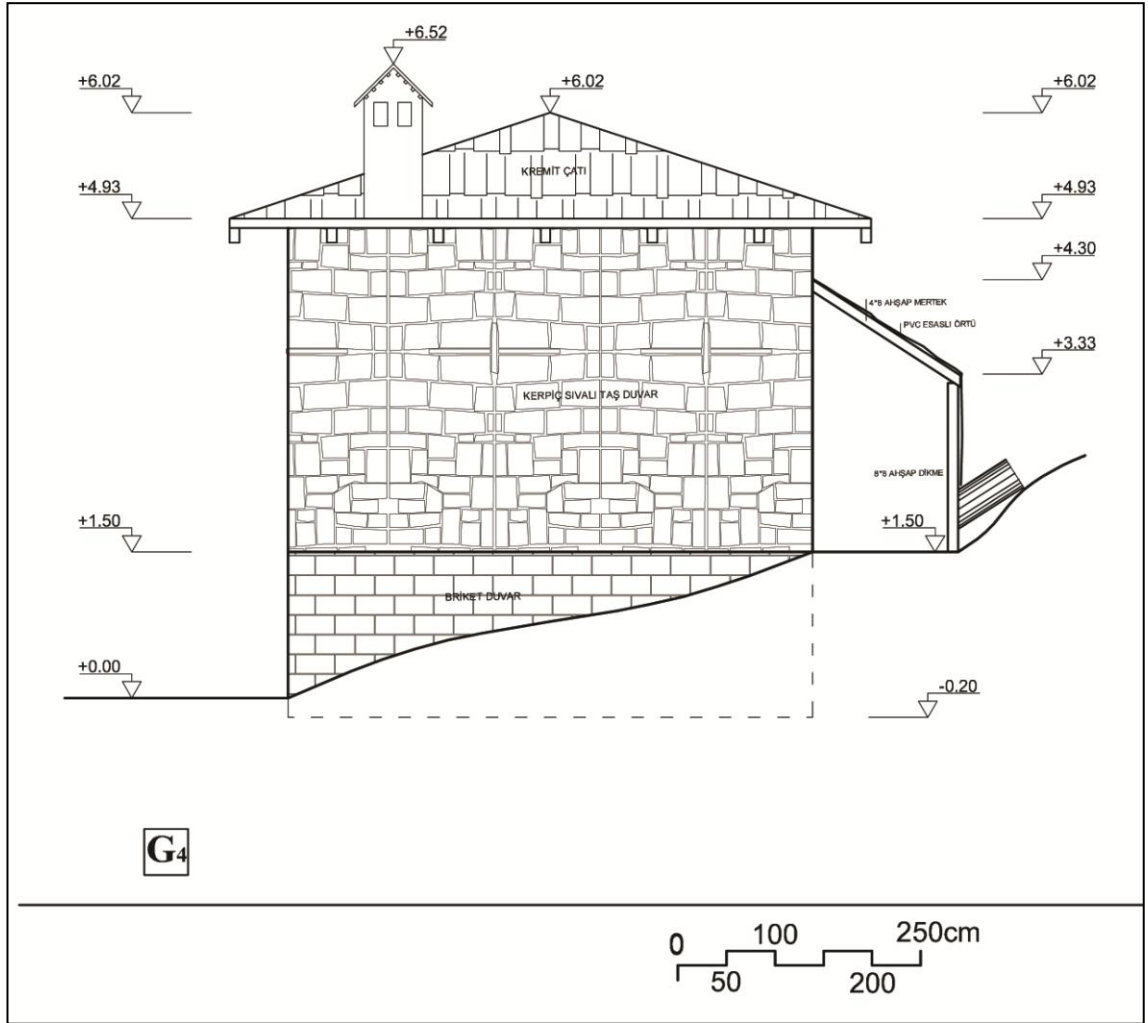 +6.52
+6.02
+6.02
+6.02
KREMİT ÇATI
+4.93
+4.93
+4.30
4*8 AHŞAP MERTEK
PVC ESASLI ÖRTÜ
+3.33
KERPİÇ SIVALI TAŞ DUVAR
8*8 AHŞAP DİKME
+1.50
+1.50
BRİKET DUVAR
+0.00
-0.20
G4
0 100 250cm
50 200